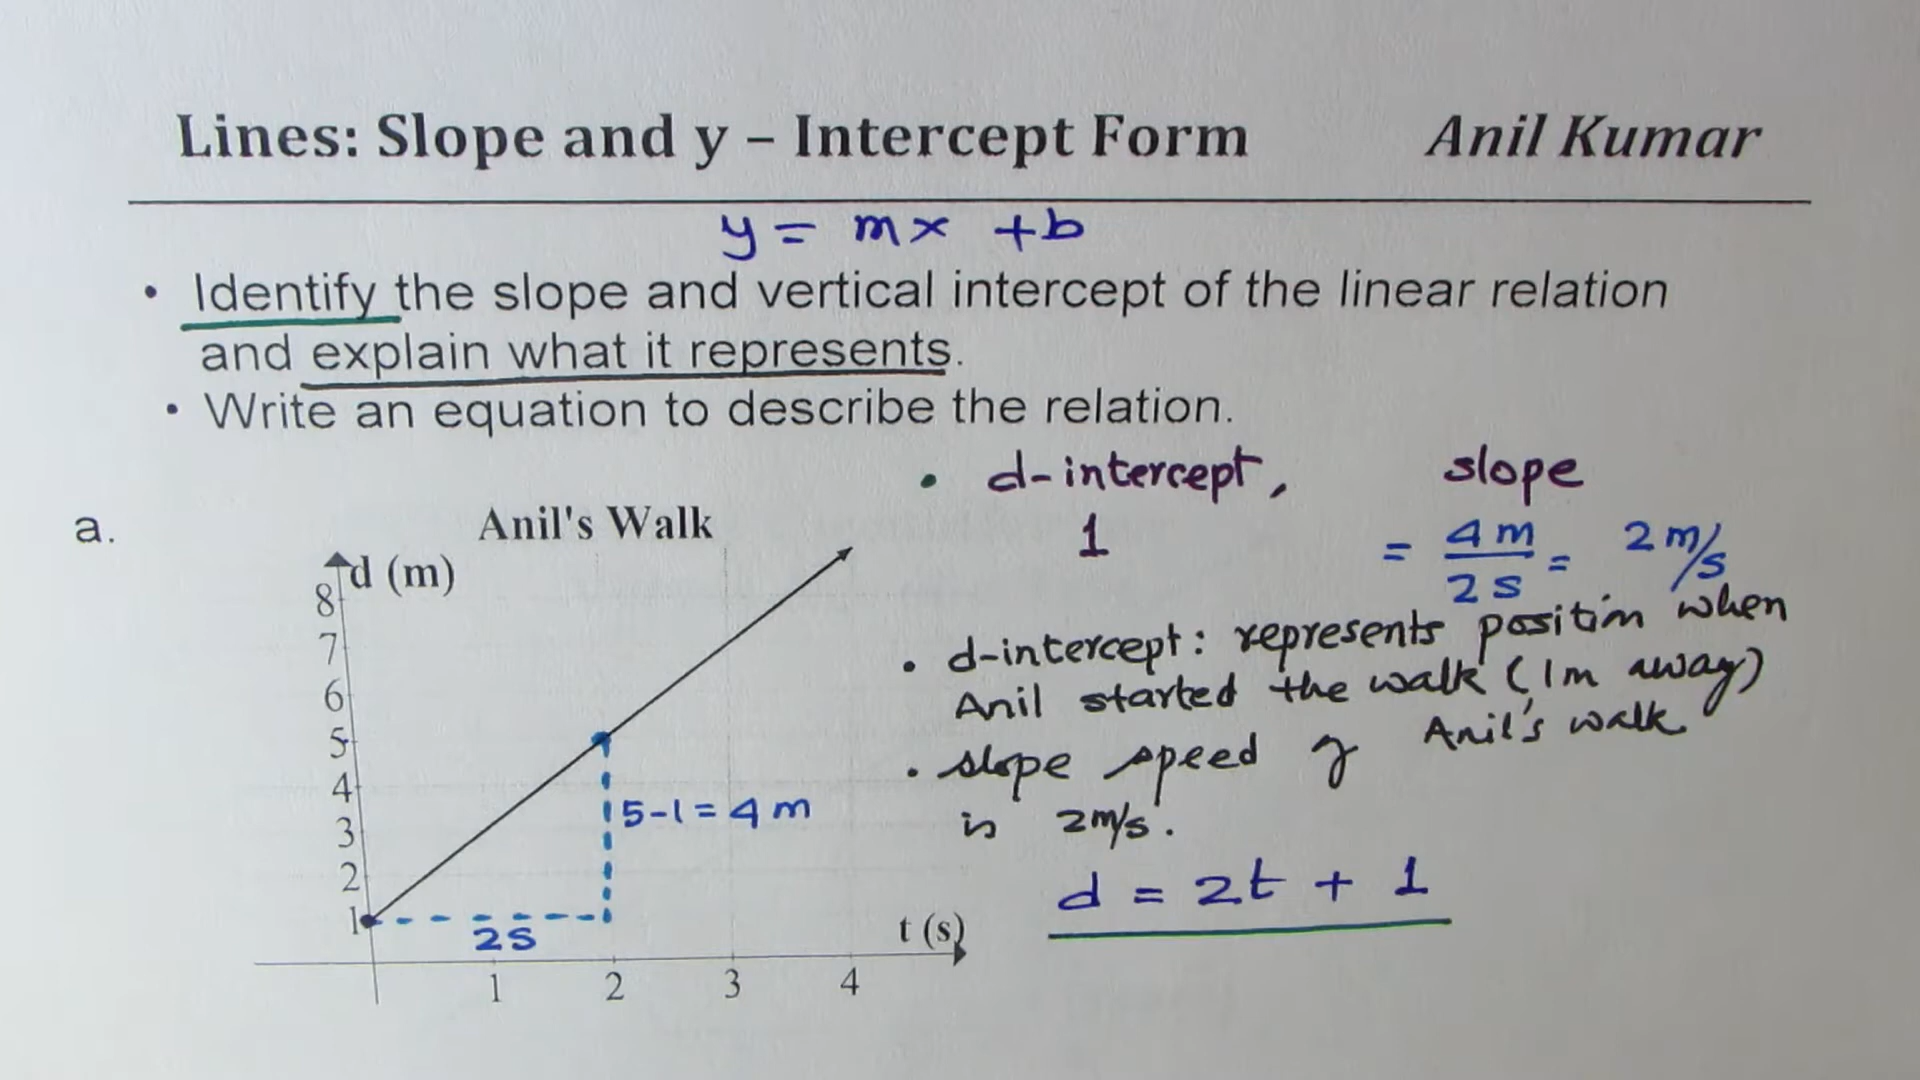 Lines: Slope and y – Intercept Form Anil Kumar
y = mx + b
• Identify the slope and vertical intercept of the linear relation
and explain what it represents.
• Write an equation to describe the relation.
• d-intercept, slope
1 = 4m/2s = 2m/s
a.
Anil's Walk
d (m)
8
7
6
5
4
3
2
1
5-1 = 4m
2s
t (s)
1 2 3 4
• d-intercept: represents position when
Anil started the walk (1m away)
• slope speed of Anil's walk
is 2m/s.
d = 2t + 1